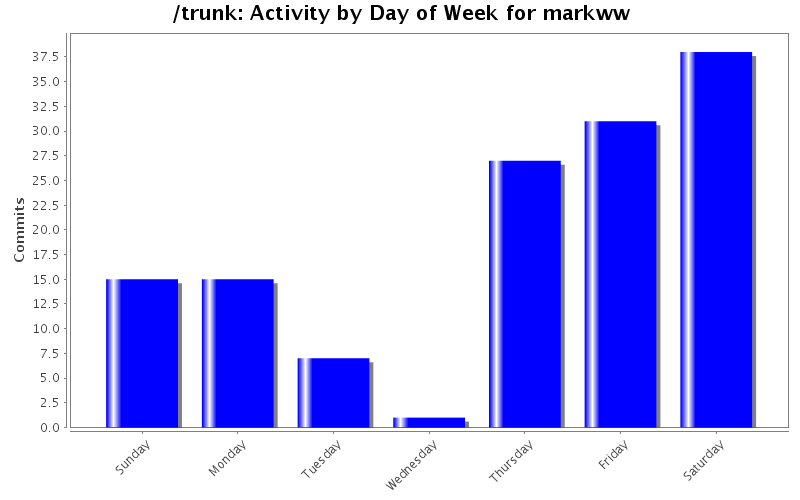 /trunk: Activity by Day of Week for markww
Commits
37.5
35.0
32.5
30.0
27.5
25.0
22.5
20.0
17.5
15.0
12.5
10.0
7.5
5.0
2.5
0.0
Sunday
Monday
Tuesday
Wednesday
Thursday
Friday
Saturday